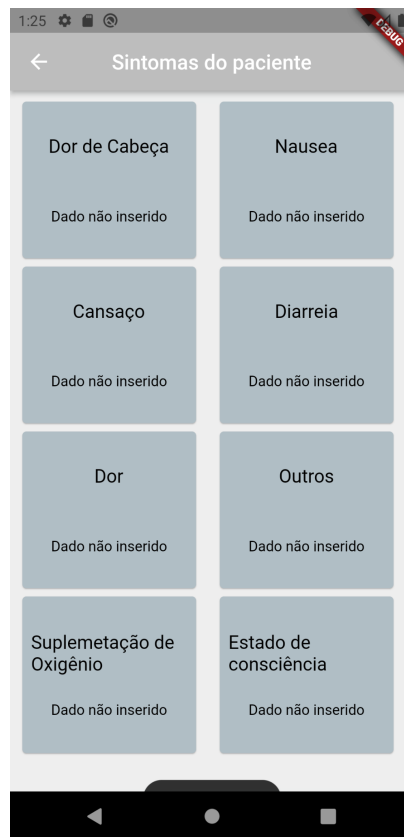 1:25
DEBUG
Sintomas do paciente
Dor de Cabeça
Dado não inserido
Nausea
Dado não inserido
Cansaço
Dado não inserido
Diarreia
Dado não inserido
Dor
Dado não inserido
Outros
Dado não inserido
Suplemetação de
Oxigênio
Dado não inserido
Estado de
consciência
Dado não inserido